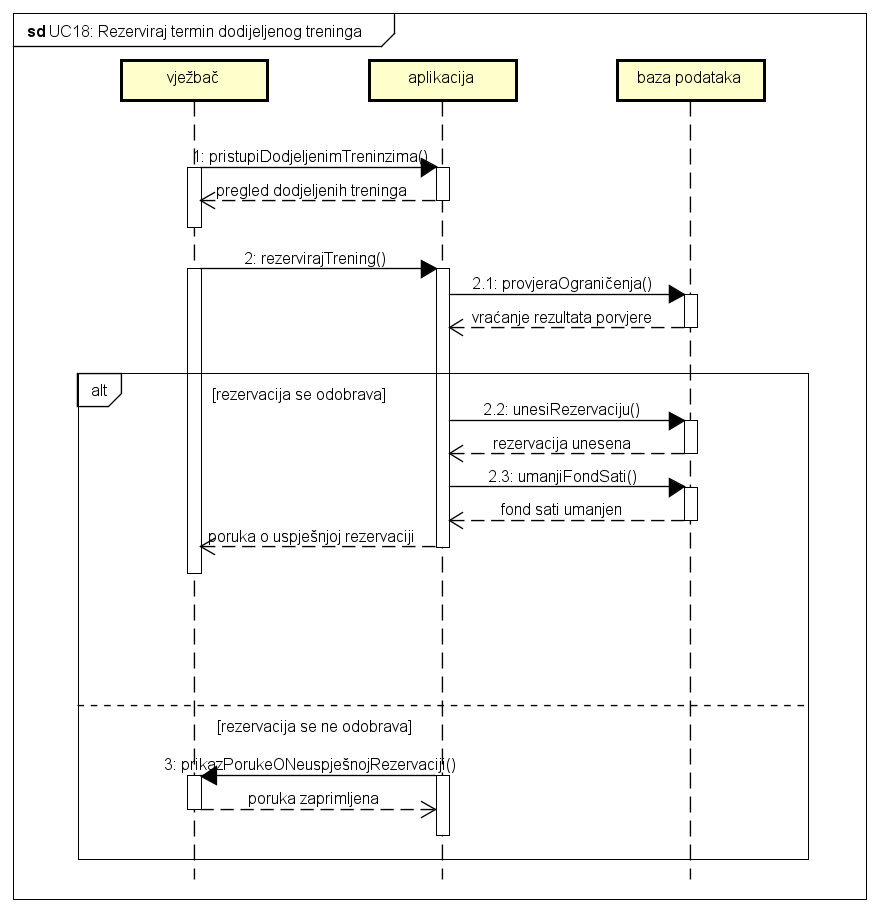 sd UC18: Rezerviraj termin dodijeljenog treninga
vježbač
aplikacija
baza podataka
1: pristupiDodjeljenimTreninzima()
pregled dodjeljenih treninga
2: rezervirajTrening()
2.1: provjeraOgraničenja()
vraćanje rezultata porvjere
alt
[rezervacija se odobrava]
2.2: unesiRezervaciju()
rezervacija unesena
2.3: umanjiFondSati()
fond sati umanjen
poruka o uspješnjoj rezervaciji
[rezervacija se ne odobrava]
3: prikazPorukeONeuspješnojRezervaciji()
poruka zaprimljena